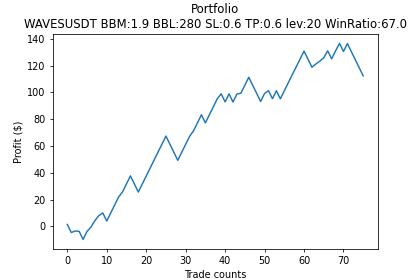 Portfolio
WAVESUSDT BBM:1.9 BBL:280 SL:0.6 TP:0.6 lev:20 WinRatio:67.0
140
120
100
80
60
40
20
0
Profit ($)
0 10 20 30 40 50 60 70
Trade counts